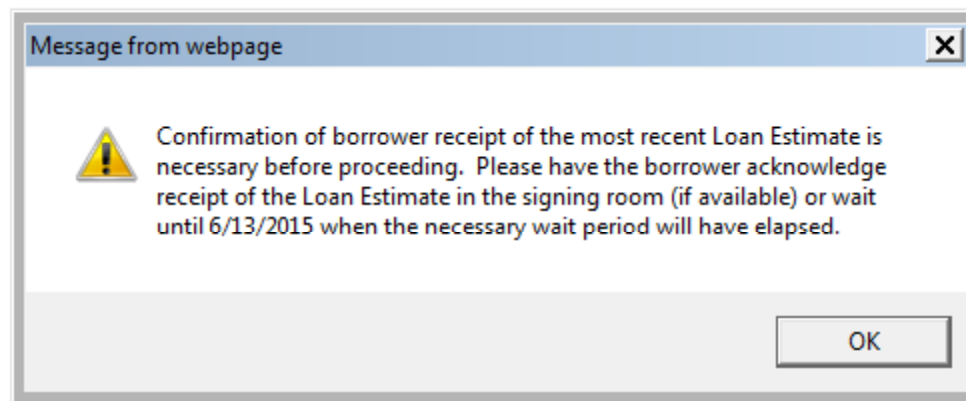 Message from webpage
Confirmation of borrower receipt of the most recent Loan Estimate is
necessary before proceeding.  Please have the borrower acknowledge
receipt of the Loan Estimate in the signing room (if available) or wait
until 6/13/2015 when the necessary wait period will have elapsed.
OK